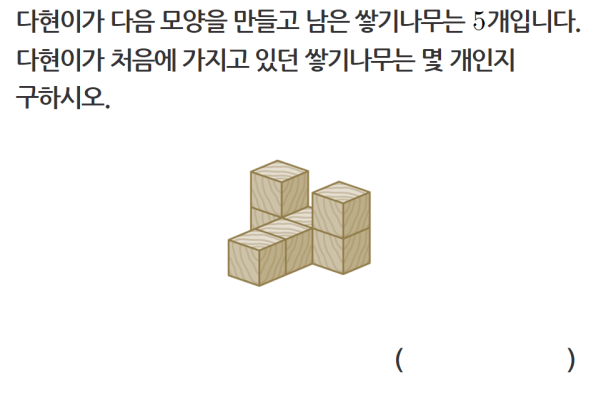 다현이가 다음 모양을 만들고 남은 쌓기나무는 5개입니다.
다현이가 처음에 가지고 있던 쌓기나무는 몇 개인지
구하시오.
(                    )